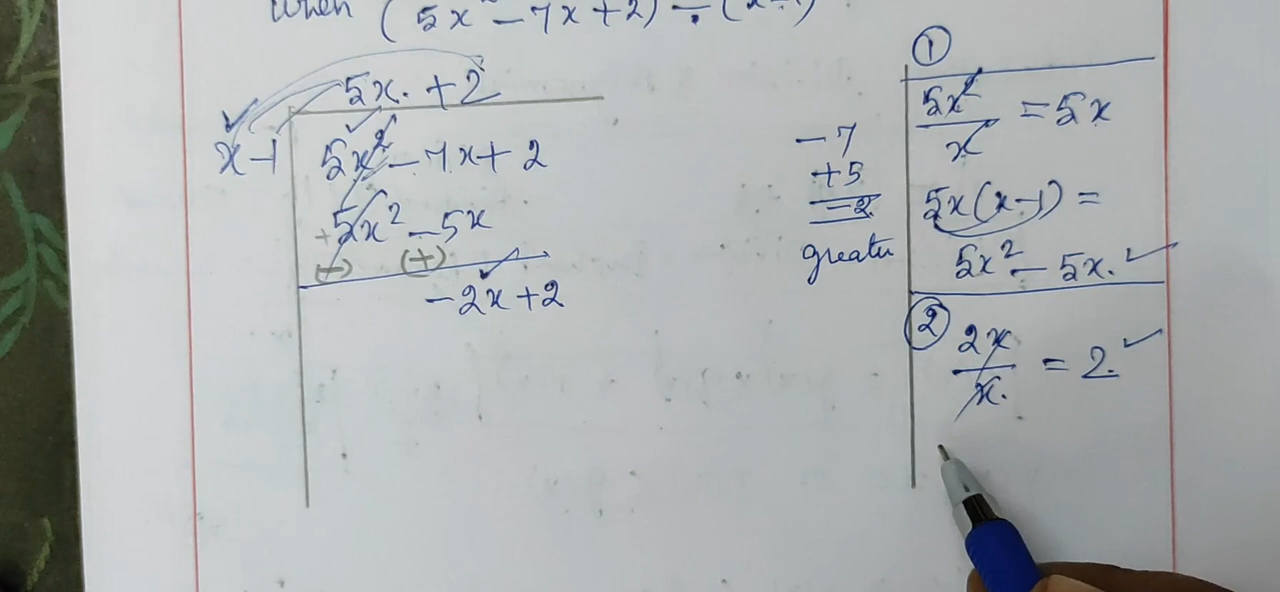 when (5x² - 7x + 2) ÷ (x - 1)
5x + 2
x - 1
5x² - 7x + 2
5x² - 5x
(-) (+)
- 2x + 2
- 7
+ 5
- 2
greater
①
5x²/x = 5x
5x(x - 1) =
5x² - 5x.
②
2x/x = 2.